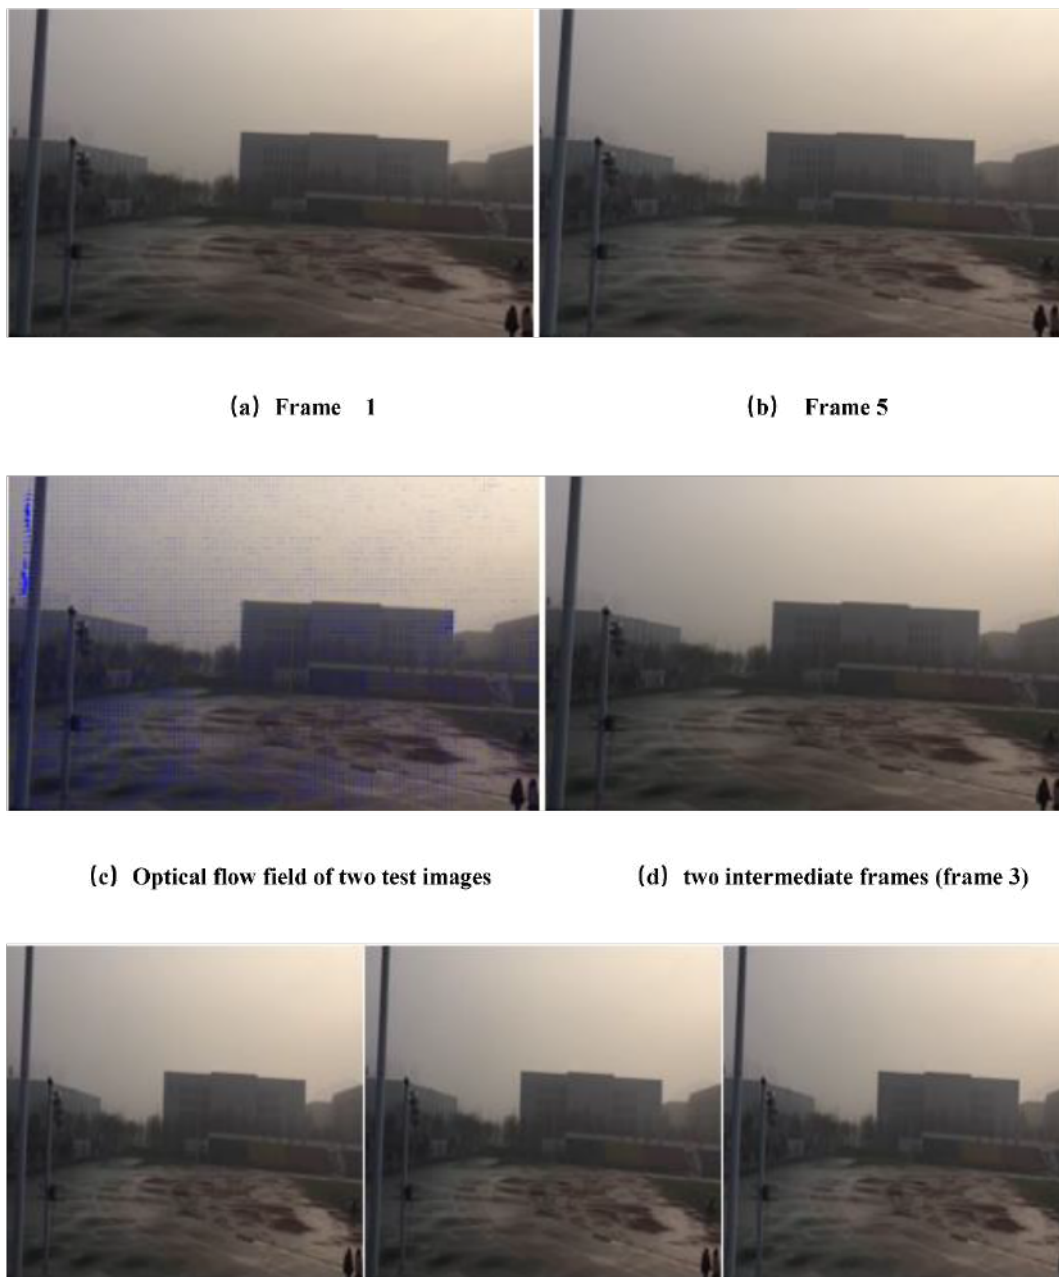 (a) Frame 1
(b) Frame 5
(c) Optical flow field of two test images
(d) two intermediate frames (frame 3)